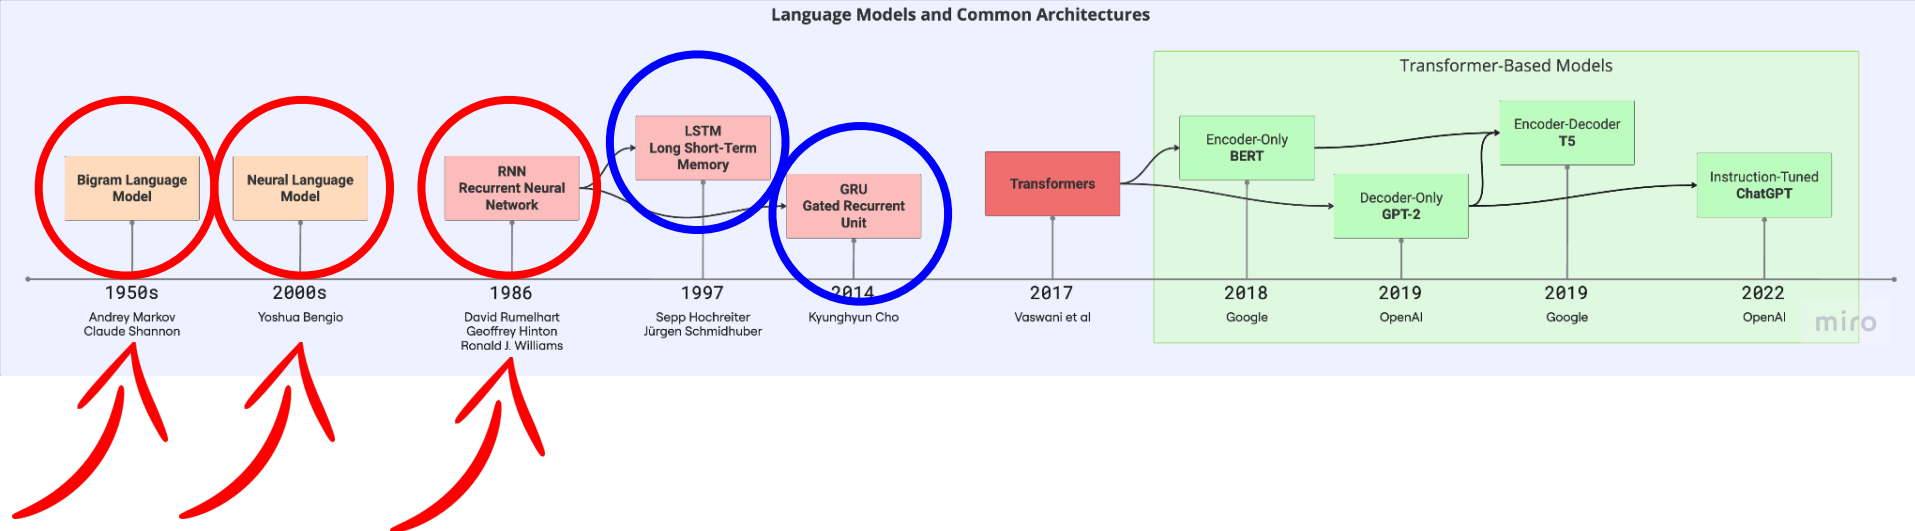 Language Models and Common Architectures
Transformer-Based Models
Bigram Language
Model
1950s
Andrey Markov
Claude Shannon
Neural Language
Model
2000s
Yoshua Bengio
RNN
Recurrent Neural
Network
1986
David Rumelhart
Geoffrey Hinton
Ronald J. Williams
LSTM
Long Short-Term
Memory
1997
Sepp Hochreiter
Jürgen Schmidhuber
GRU
Gated Recurrent
Unit
2014
Kyunghyun Cho
Transformers
2017
Vaswani et al
Encoder-Only
BERT
2018
Google
Decoder-Only
GPT-2
2019
OpenAI
Encoder-Decoder
T5
2019
Google
Instruction-Tuned
ChatGPT
2022
OpenAI
miro